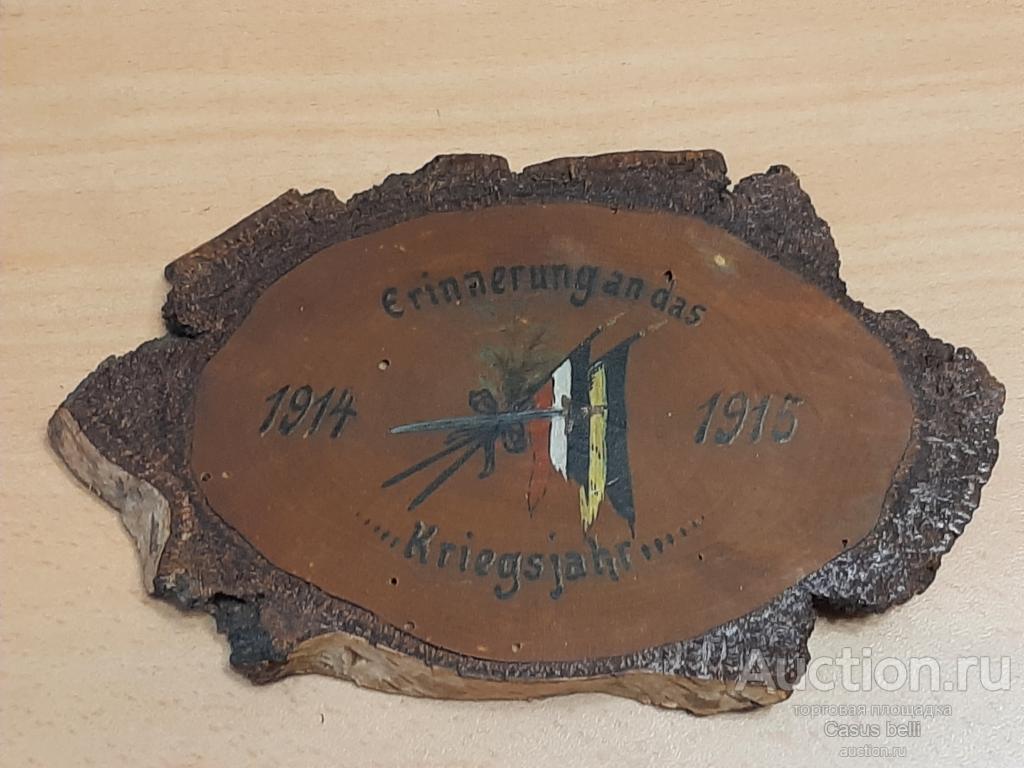 Erinnerung an das
1914
1915
.....Kriegsjahr.....
Auction.ru
торговая площадка
Casus belli
auction.ru